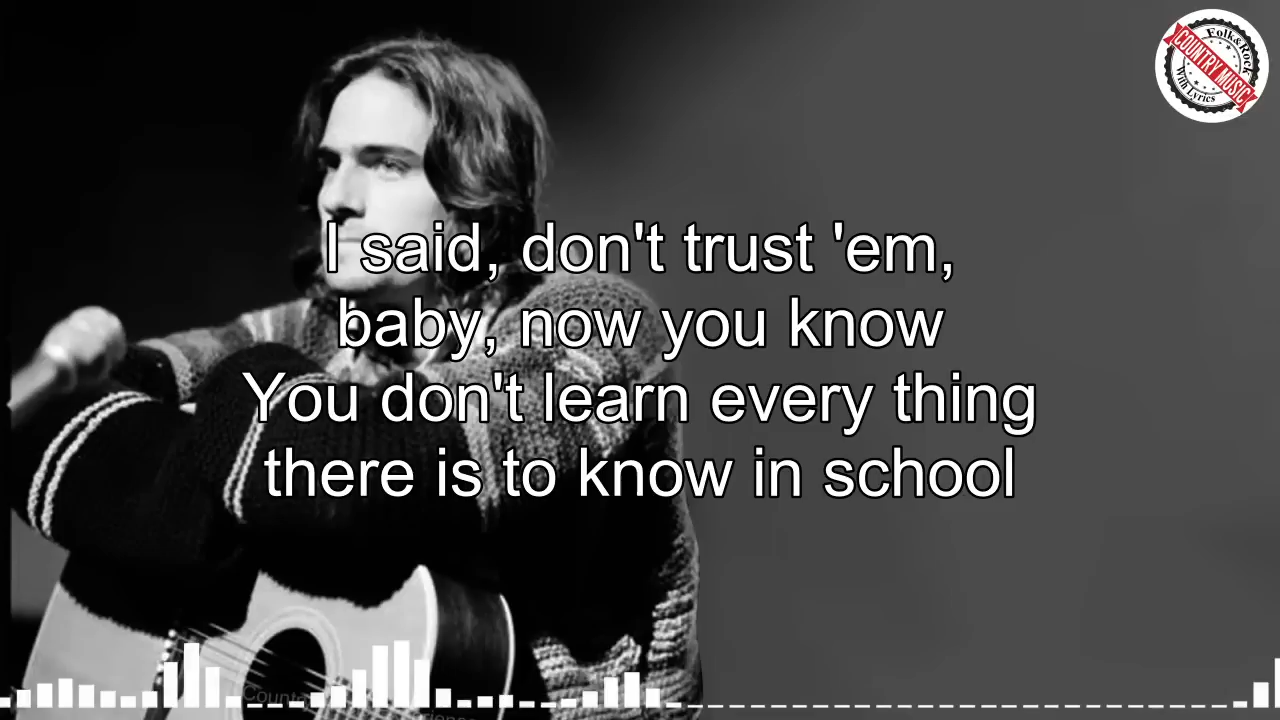 Folk&Rock
COUNTRY MUSIC
With Lyrics
I said, don't trust 'em,
baby, now you know
You don't learn every thing
there is to know in school